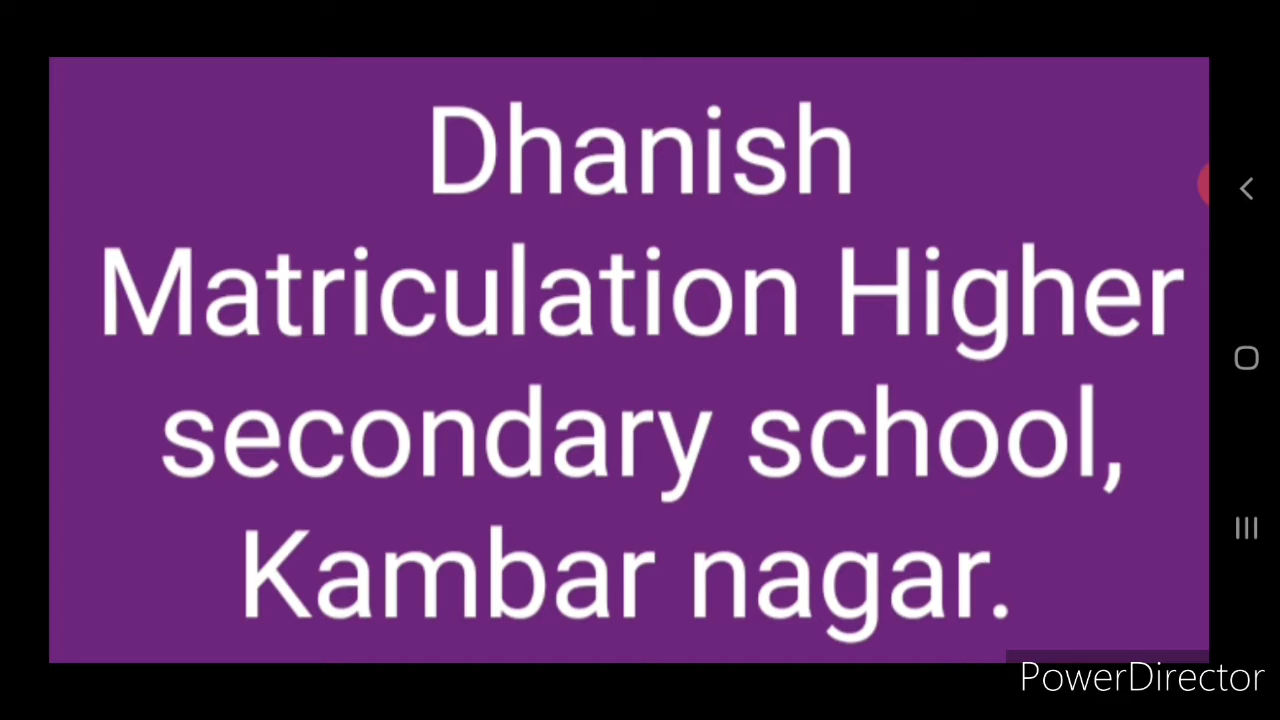 Dhanish
Matriculation Higher
secondary school,
Kambar nagar.
PowerDirector